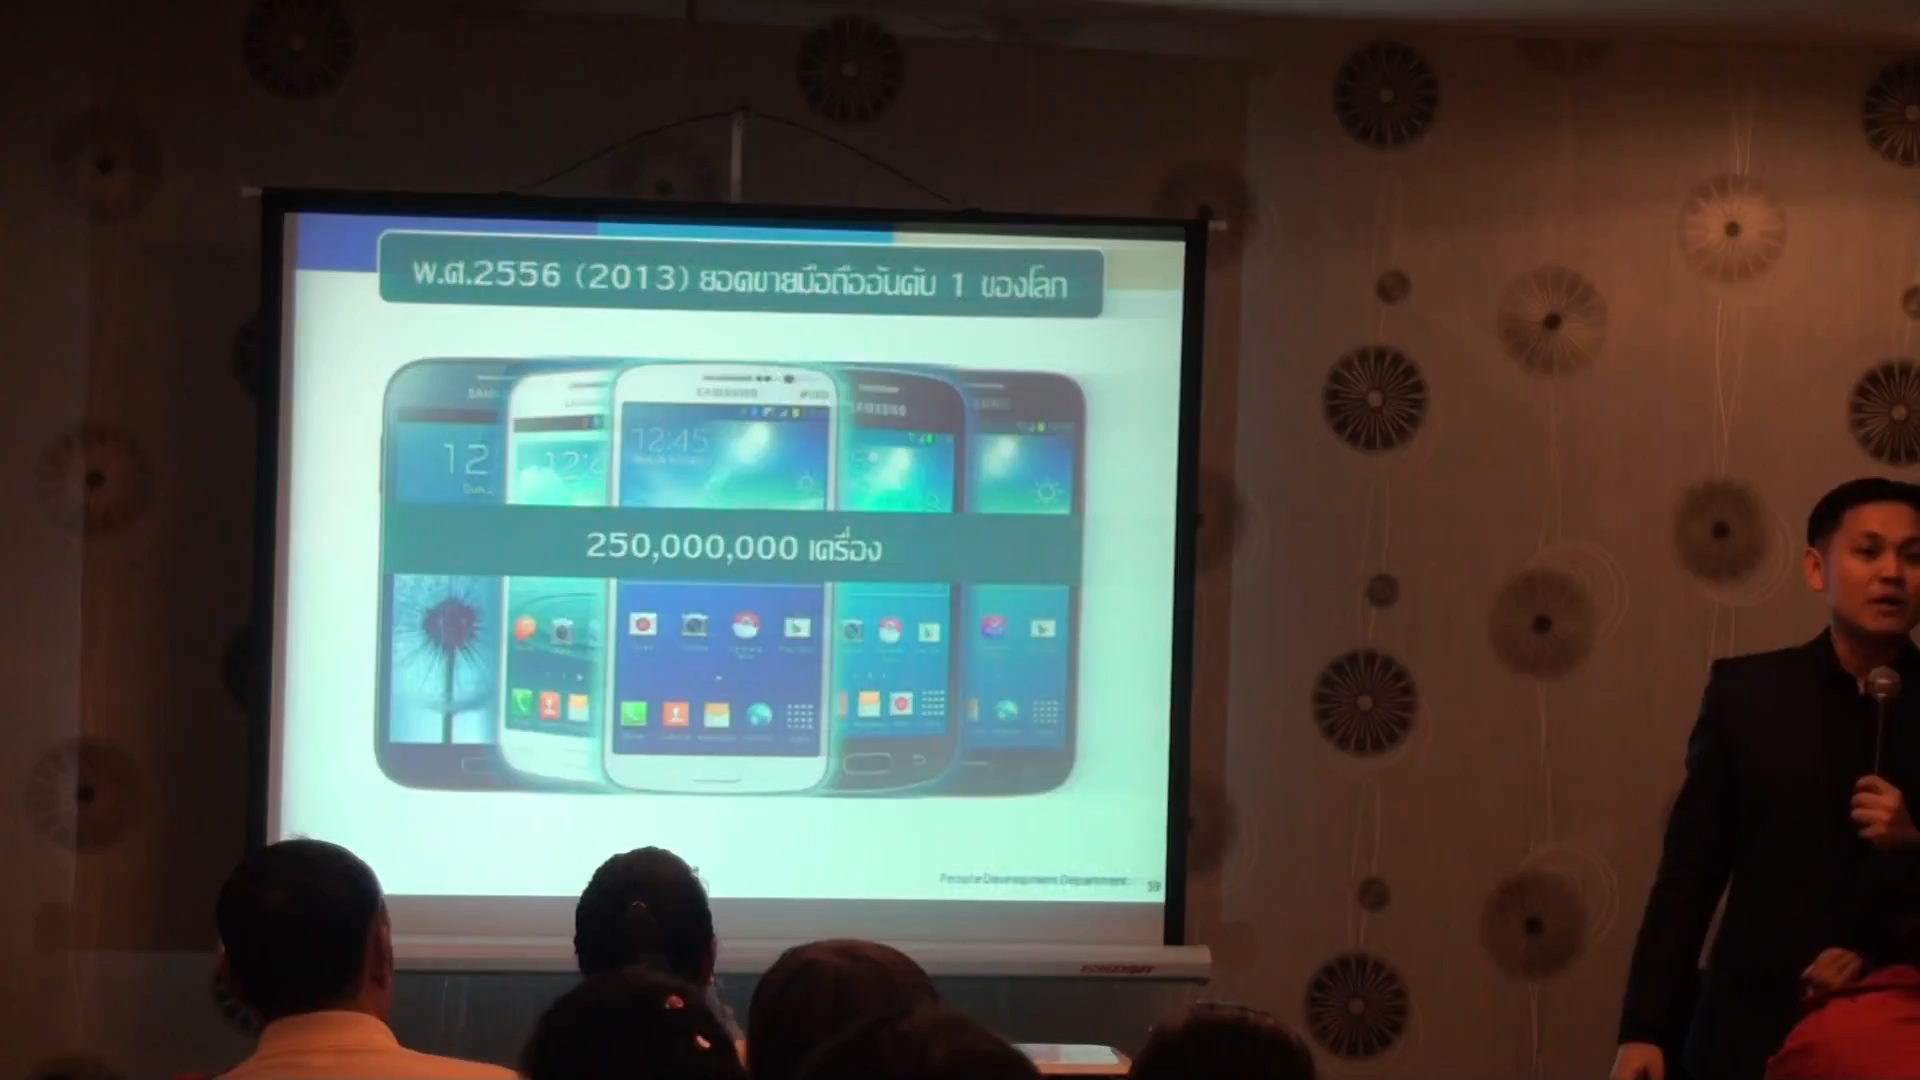 พ.ศ.2556 (2013) ยอดขายมือถืออันดับ 1 ของโลก
SAMSUNG
SAMSUNG
12:45
12
250,000,000 เครื่อง
People Development Department
59